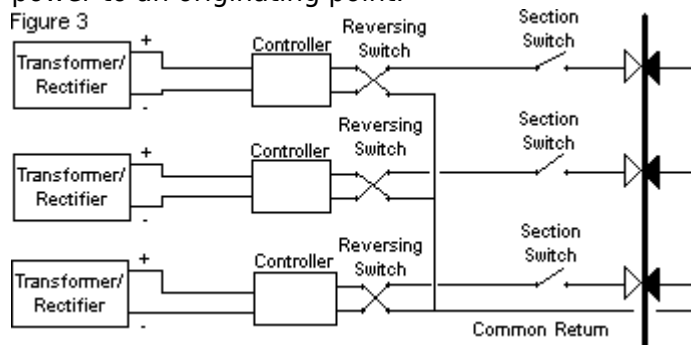 power to an originating point.
Figure 3
Transformer/
Rectifier
+
-
Controller
Reversing
Switch
Section
Switch
Transformer/
Rectifier
+
-
Controller
Reversing
Switch
Section
Switch
Transformer/
Rectifier
+
-
Controller
Reversing
Switch
Section
Switch
Common Return